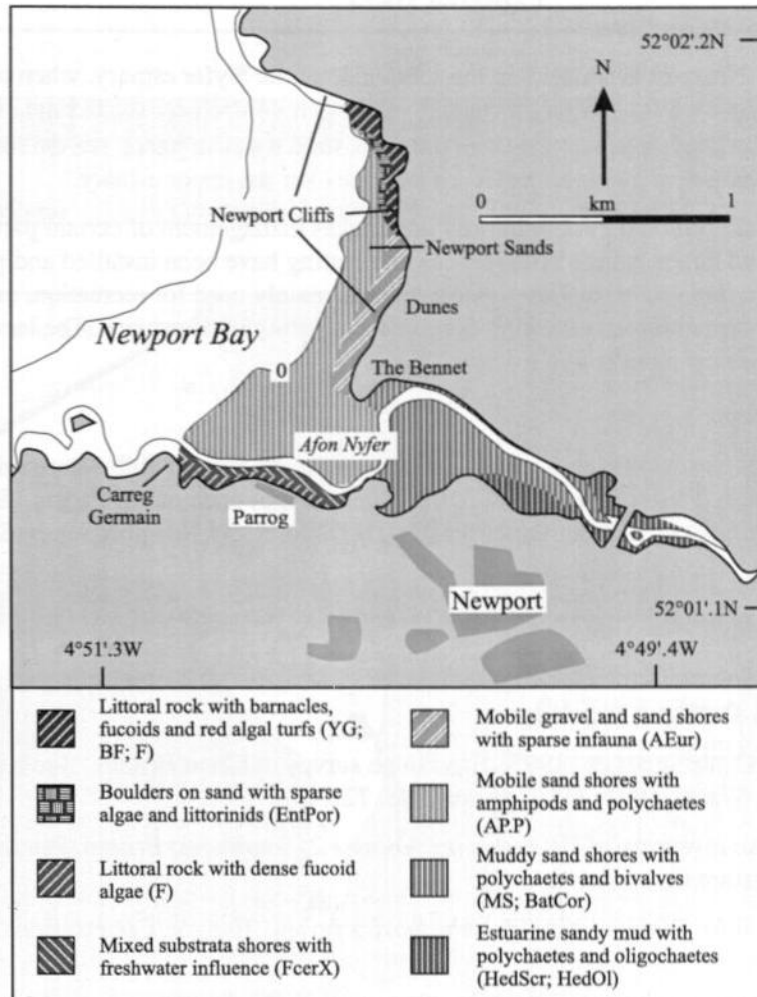 52°02'.2N
N
0 1
km
Newport Cliffs
Newport Sands
Dunes
Newport Bay
The Bennet
0
Afon Nyfer
Carreg
Germain
Parrog
Newport
52°01'.1N
4°51'.3W
4°49'.4W
Littoral rock with barnacles,
fucoids and red algal turfs (YG;
BF; F)
Boulders on sand with sparse
algae and littorinids (EntPor)
Littoral rock with dense fucoid
algae (F)
Mixed substrata shores with
freshwater influence (FcerX)
Mobile gravel and sand shores
with sparse infauna (AEur)
Mobile sand shores with
amphipods and polychaetes
(AP.P)
Muddy sand shores with
polychaetes and bivalves
(MS; BatCor)
Estuarine sandy mud with
polychaetes and oligochaetes
(HedScr; HedOl)